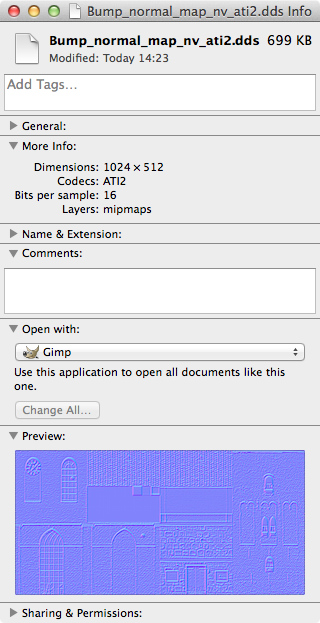 Bump_normal_map_nv_ati2.dds Info
Bump_normal_map_nv_ati2.dds 699 KB
Modified: Today 14:23
Add Tags...
General:
More Info:
Dimensions: 1024 × 512
Codecs: ATI2
Bits per sample: 16
Layers: mipmaps
Name & Extension:
Comments:
Open with:
Gimp
Use this application to open all documents like this
one.
Change All...
Preview:
Sharing & Permissions: